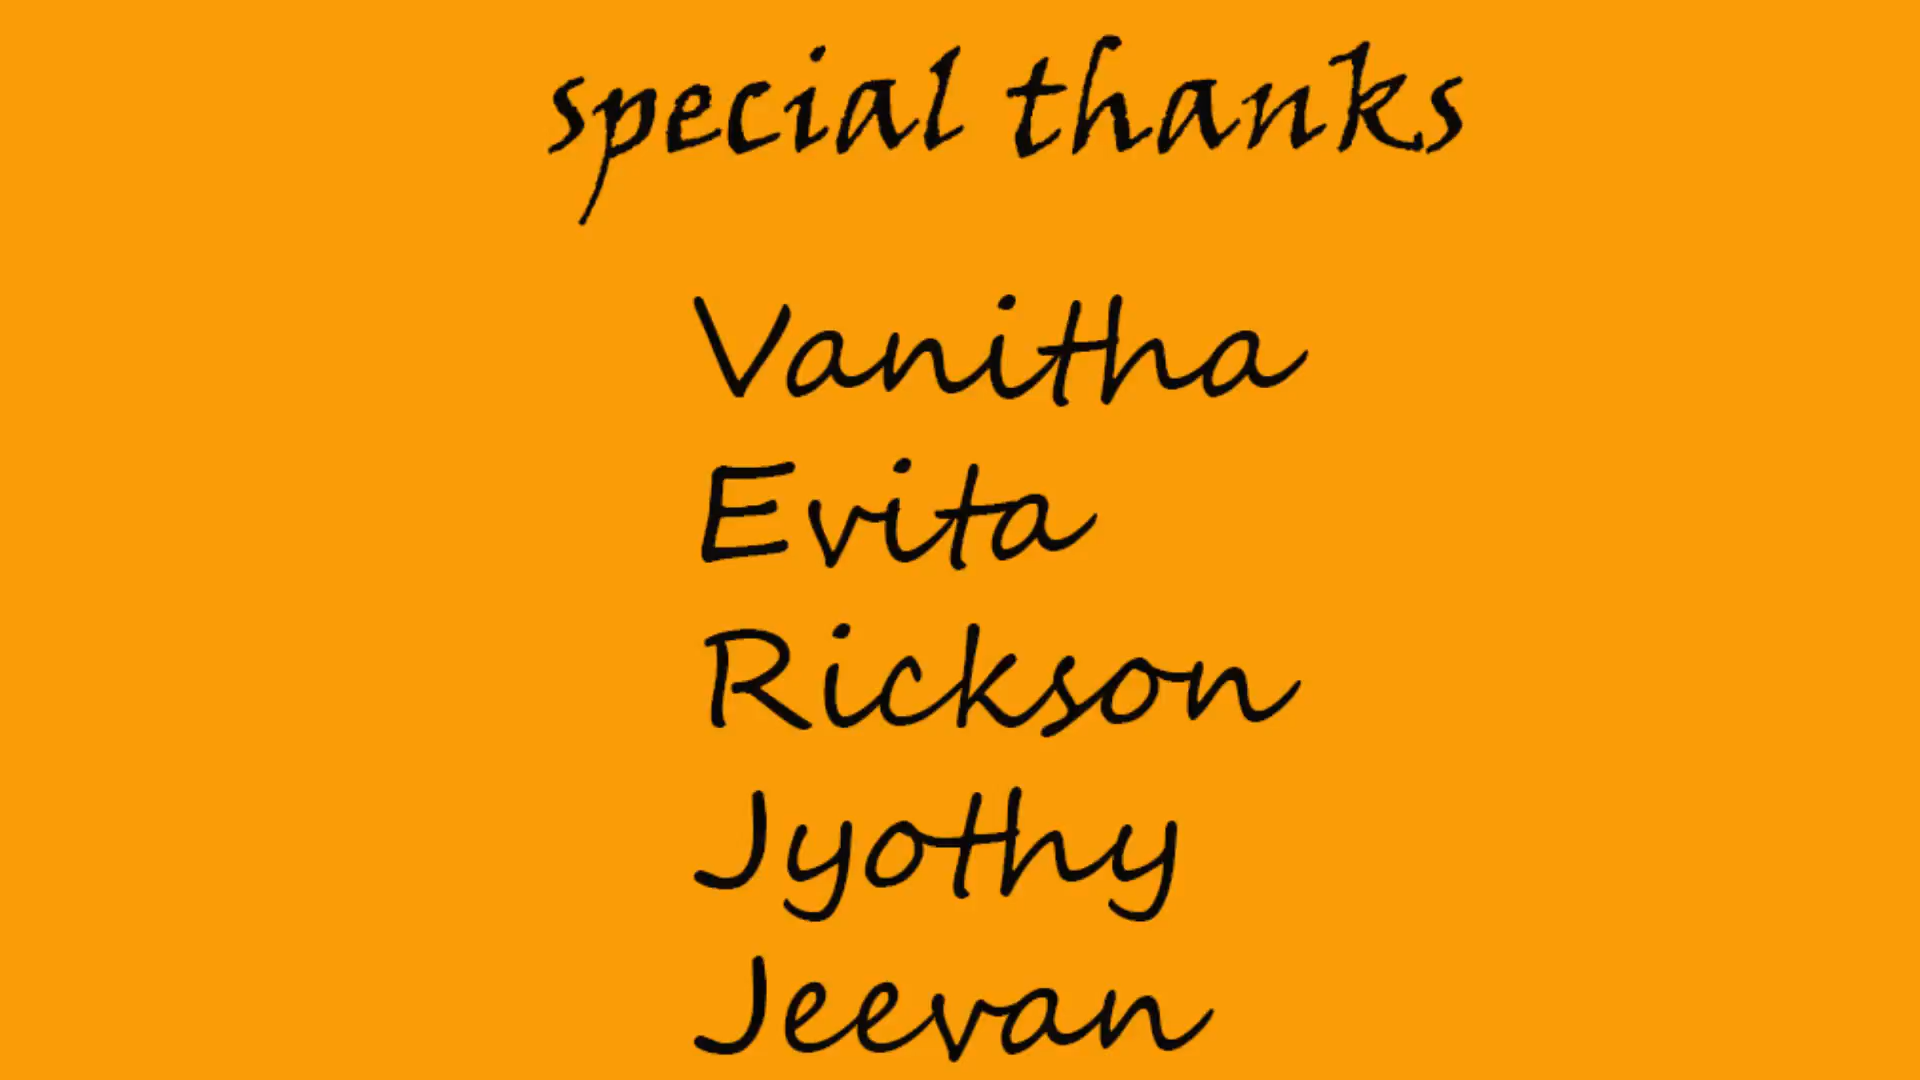 special thanks
Vanitha
Evita
Rickson
Jyothy
Jeevan